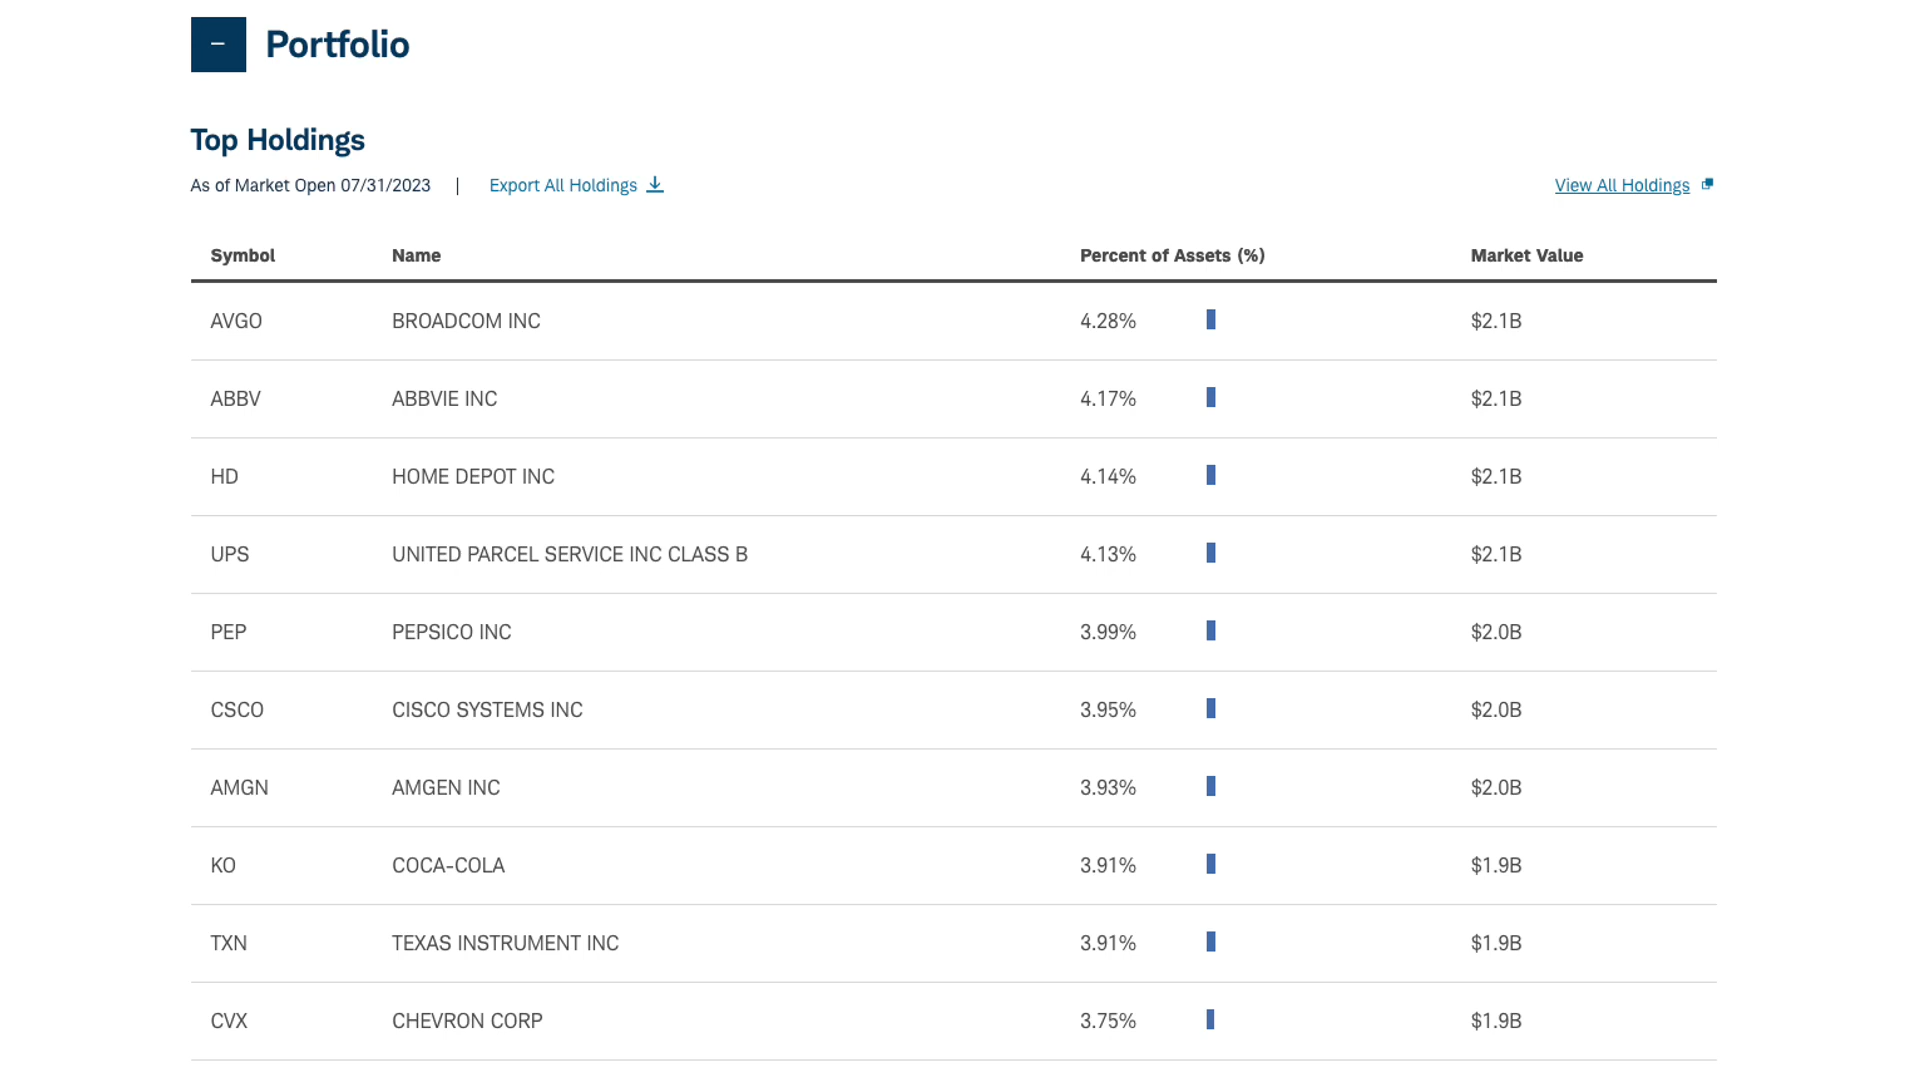 Portfolio
Top Holdings
As of Market Open 07/31/2023 | Export All Holdings View All Holdings
Symbol Name Percent of Assets (%) Market Value
AVGO BROADCOM INC 4.28% $2.1B
ABBV ABBVIE INC 4.17% $2.1B
HD HOME DEPOT INC 4.14% $2.1B
UPS UNITED PARCEL SERVICE INC CLASS B 4.13% $2.1B
PEP PEPSICO INC 3.99% $2.0B
CSCO CISCO SYSTEMS INC 3.95% $2.0B
AMGN AMGEN INC 3.93% $2.0B
KO COCA-COLA 3.91% $1.9B
TXN TEXAS INSTRUMENT INC 3.91% $1.9B
CVX CHEVRON CORP 3.75% $1.9B